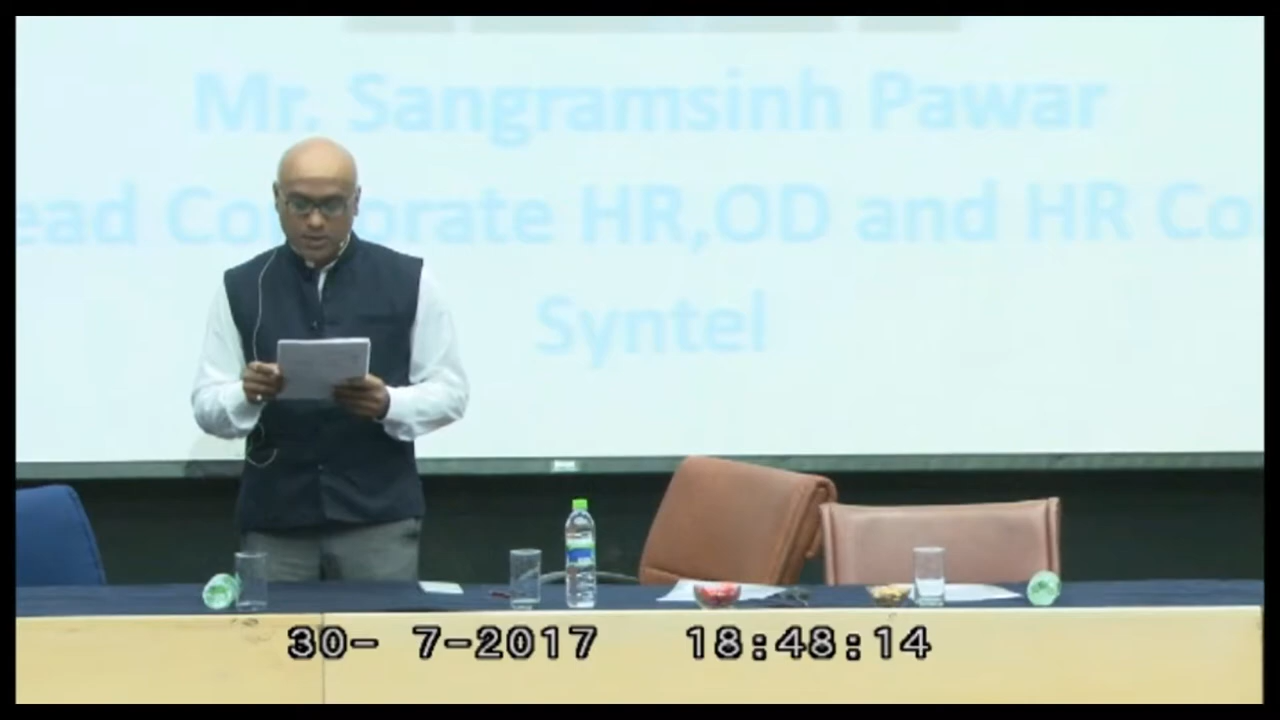 Mr. Sangramsinh Pawar
ead Corporate HR,OD and HR Co
Syntel
30- 7-2017 18:48:14